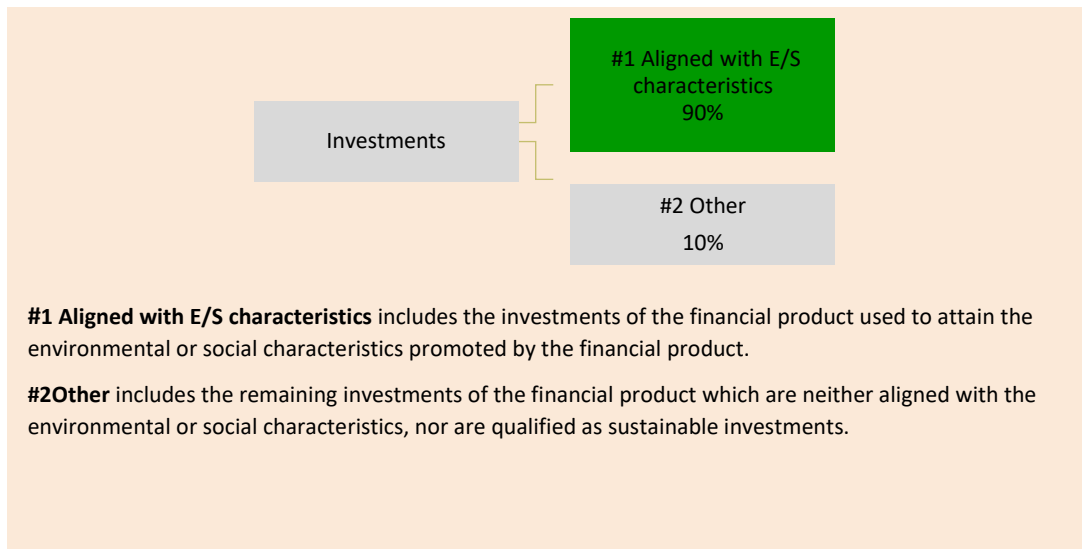 #1 Aligned with E/S
characteristics
90%
Investments
#2 Other
10%
#1 Aligned with E/S characteristics includes the investments of the financial product used to attain the
environmental or social characteristics promoted by the financial product.
#2Other includes the remaining investments of the financial product which are neither aligned with the
environmental or social characteristics, nor are qualified as sustainable investments.